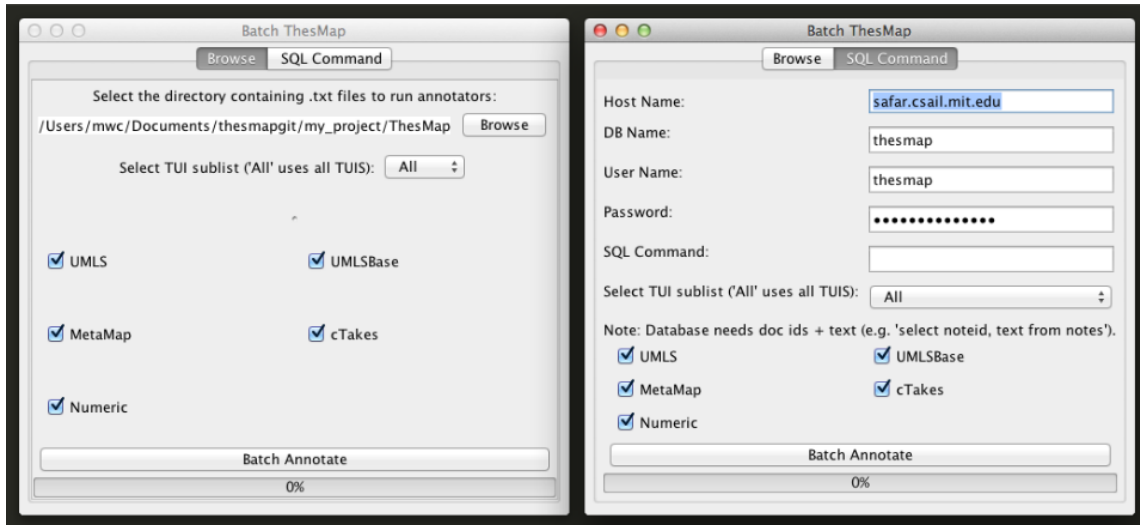 Batch ThesMap
Browse SQL Command
Select the directory containing .txt files to run annotators:
/Users/mwc/Documents/thesmapgit/my_project/ThesMap Browse
Select TUI sublist ('All' uses all TUIS): All
UMLS UMLSBase
MetaMap cTakes
Numeric
Batch Annotate
0%
Batch ThesMap
Browse SQL Command
Host Name: safar.csail.mit.edu
DB Name: thesmap
User Name: thesmap
Password: ••••••••••••••
SQL Command:
Select TUI sublist ('All' uses all TUIS): All
Note: Database needs doc ids + text (e.g. 'select noteid, text from notes').
UMLS UMLSBase
MetaMap cTakes
Numeric
Batch Annotate
0%